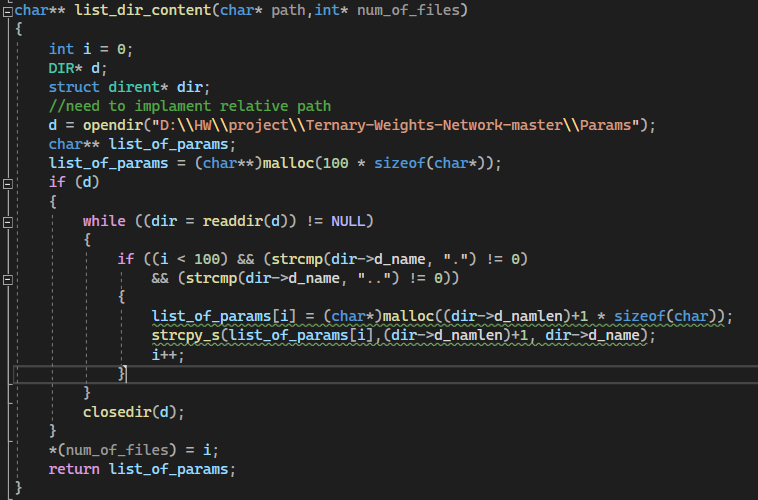 char** list_dir_content(char* path,int* num_of_files)
{
    int i = 0;
    DIR* d;
    struct dirent* dir;
    //need to implament relative path
    d = opendir("D:\\HW\\project\\Ternary-Weights-Network-master\\Params");
    char** list_of_params;
    list_of_params = (char**)malloc(100 * sizeof(char*));
    if (d)
    {
        while ((dir = readdir(d)) != NULL)
        {
            if ((i < 100) && (strcmp(dir->d_name, ".") != 0)
                && (strcmp(dir->d_name, "..") != 0))
            {
                list_of_params[i] = (char*)malloc((dir->d_namlen)+1 * sizeof(char));
                strcpy_s(list_of_params[i],(dir->d_namlen)+1, dir->d_name);
                i++;
            }
        }
        closedir(d);
    }
    *(num_of_files) = i;
    return list_of_params;
}